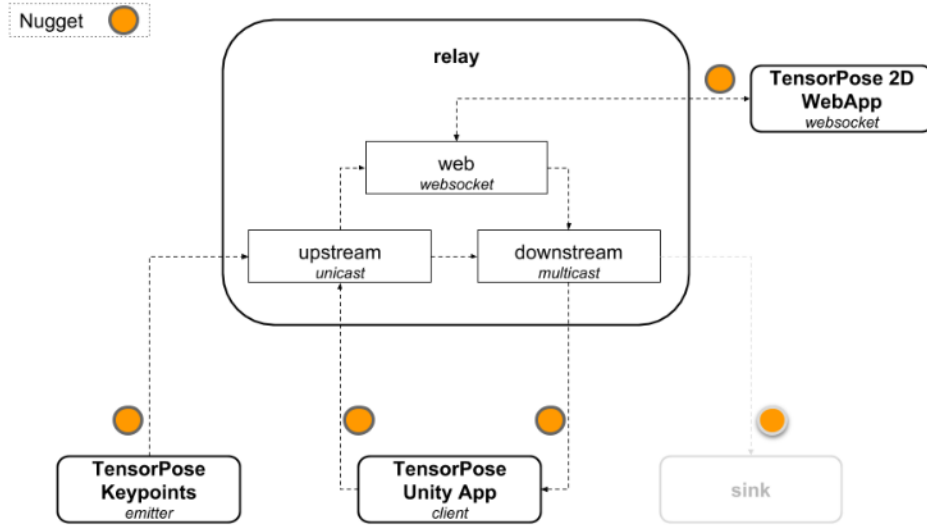 Nugget
relay
TensorPose 2D
WebApp
websocket
web
websocket
upstream
unicast
downstream
multicast
TensorPose
Keypoints
emitter
TensorPose
Unity App
client
sink